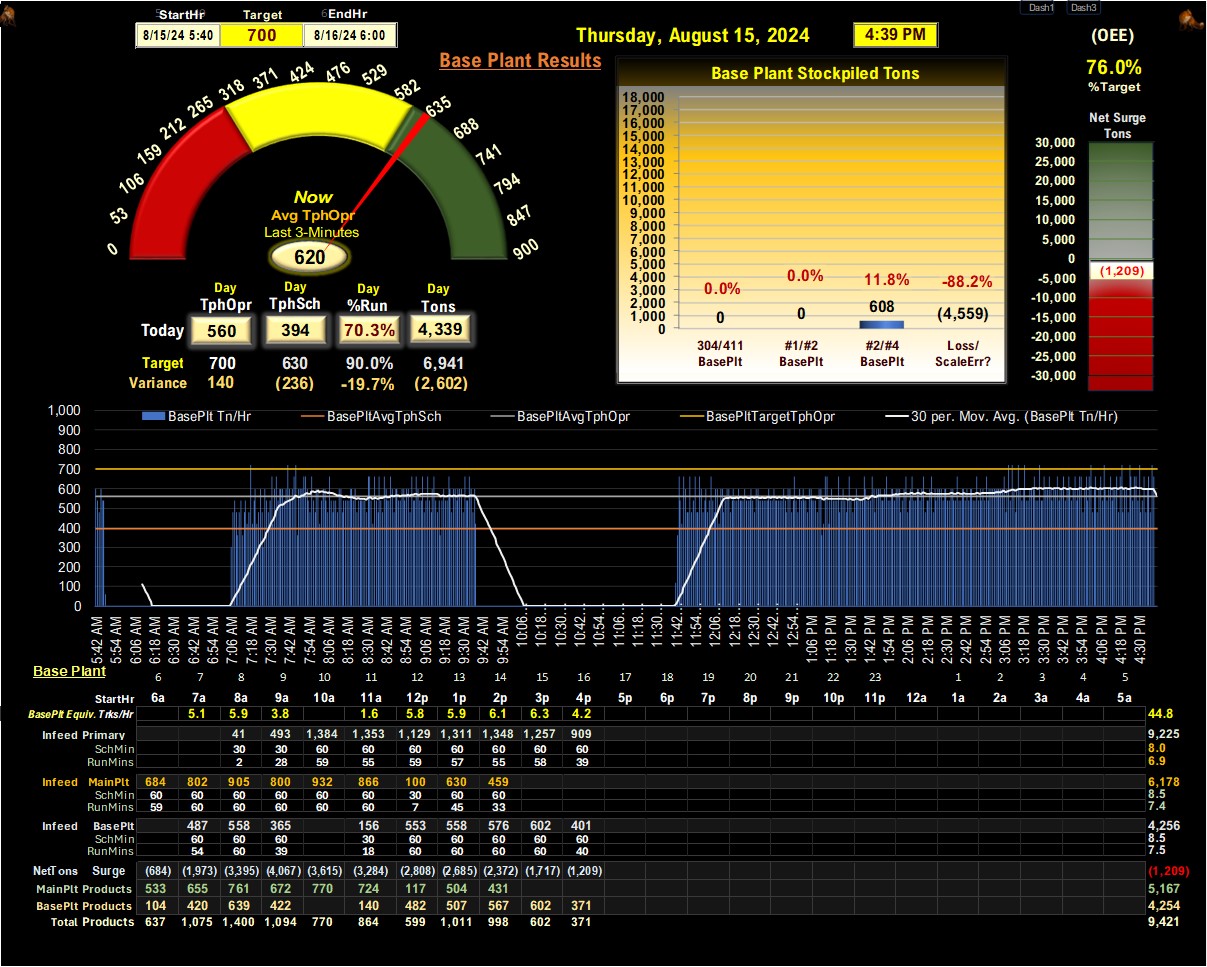 Dash1 Dash3
StartHr Target EndHr
8/15/24 5:40 700 8/16/24 6:00
Thursday, August 15, 2024 4:39 PM
(OEE)
76.0%
%Target
Base Plant Results
0 53 106 159 212 265 318 371 424 476 529 582 635 688 741 794 847 900
Now
Avg TphOpr
Last 3-Minutes
620
Day Day Day Day
TphOpr TphSch %Run Tons
Today 560 394 70.3% 4,339
Target 700 630 90.0% 6,941
Variance 140 (236) -19.7% (2,602)
Base Plant Stockpiled Tons
18,000
17,000
16,000
15,000
14,000
13,000
12,000
11,000
10,000
9,000
8,000
7,000
6,000
5,000
4,000
3,000
2,000
1,000
0
0.0% 0.0% 11.8% -88.2%
0 0 608 (4,559)
304/411 #1/#2 #2/#4 Loss/
BasePlt BasePlt BasePlt ScaleErr?
Net Surge
Tons
30,000
25,000
20,000
15,000
10,000
5,000
0
-5,000
-10,000
-15,000
-20,000
-25,000
-30,000
(1,209)
BasePlt Tn/Hr BasePltAvgTphSch BasePltAvgTphOpr BasePltTargetTphOpr 30 per. Mov. Avg. (BasePlt Tn/Hr)
1,000
900
800
700
600
500
400
300
200
100
0
5:42 AM 5:54 AM 6:06 AM 6:18 AM 6:30 AM 6:42 AM 6:54 AM 7:06 AM 7:18 AM 7:30 AM 7:42 AM 7:54 AM 8:06 AM 8:18 AM 8:30 AM 8:42 AM 8:54 AM 9:06 AM 9:18 AM 9:30 AM 9:42 AM 9:54 AM 10:06... 10:18... 10:30... 10:42... 10:54... 11:06... 11:18... 11:30... 11:42... 11:54... 12:06... 12:18... 12:30... 12:42... 12:54... 1:06 PM 1:18 PM 1:30 PM 1:42 PM 1:54 PM 2:06 PM 2:18 PM 2:30 PM 2:42 PM 2:54 PM 3:06 PM 3:18 PM 3:30 PM 3:42 PM 3:54 PM 4:06 PM 4:18 PM 4:30 PM
Base Plant
6 7 8 9 10 11 12 13 14 15 16 17 18 19 20 21 22 23 1 2 3 4 5
StartHr 6a 7a 8a 9a 10a 11a 12p 1p 2p 3p 4p 5p 6p 7p 8p 9p 10p 11p 12a 1a 2a 3a 4a 5a
BasePlt Equiv. Trks/Hr 5.1 5.9 3.8 1.6 5.8 5.9 6.1 6.3 4.2 44.8
Infeed Primary 41 493 1,384 1,353 1,129 1,311 1,348 1,257 909 9,225
SchMin 30 30 60 60 60 60 60 60 60 8.0
RunMins 2 28 59 55 59 57 55 58 39 6.9
Infeed MainPlt 684 802 905 800 932 866 100 630 459 6,178
SchMin 60 60 60 60 60 60 30 60 60 8.5
RunMins 59 60 60 60 60 60 7 45 33 7.4
Infeed BasePlt 487 558 365 156 553 558 576 602 401 4,256
SchMin 60 60 60 30 60 60 60 60 60 8.5
RunMins 54 60 39 18 60 60 60 60 40 7.5
NetTons Surge (684) (1,973) (3,395) (4,067) (3,615) (3,284) (2,808) (2,685) (2,372) (1,717) (1,209) (1,209)
MainPlt Products 533 655 761 672 770 724 117 504 431 5,167
BasePlt Products 104 420 639 422 140 482 507 567 602 371 4,254
Total Products 637 1,075 1,400 1,094 770 864 599 1,011 998 602 371 9,421